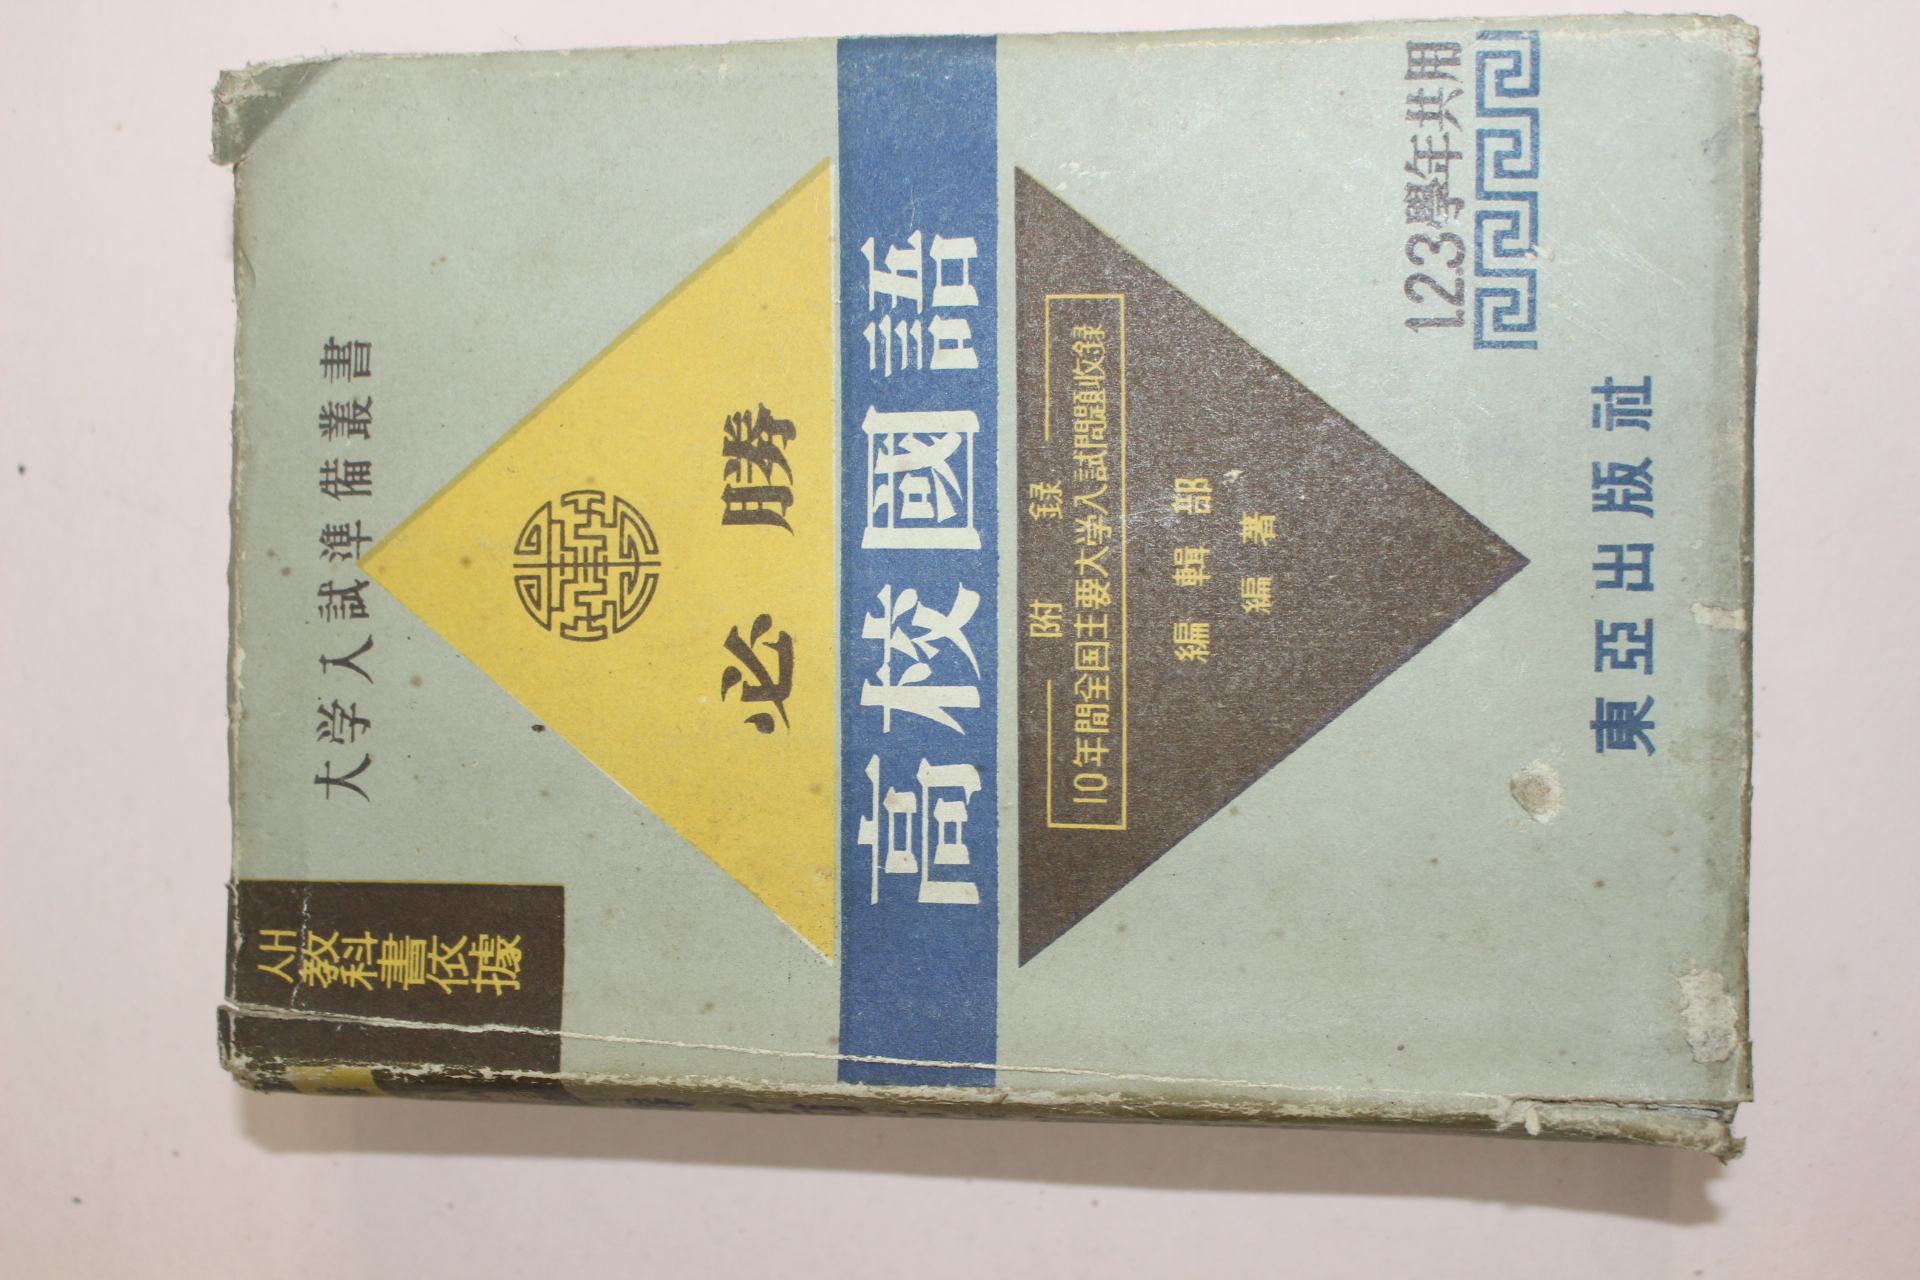 새教科書依據
大学入試準備叢書
必勝
高校國語
附録
10年間全国主要大学入試問題收録
編輯部
編著
1.2.3學年共用
東亞出版社